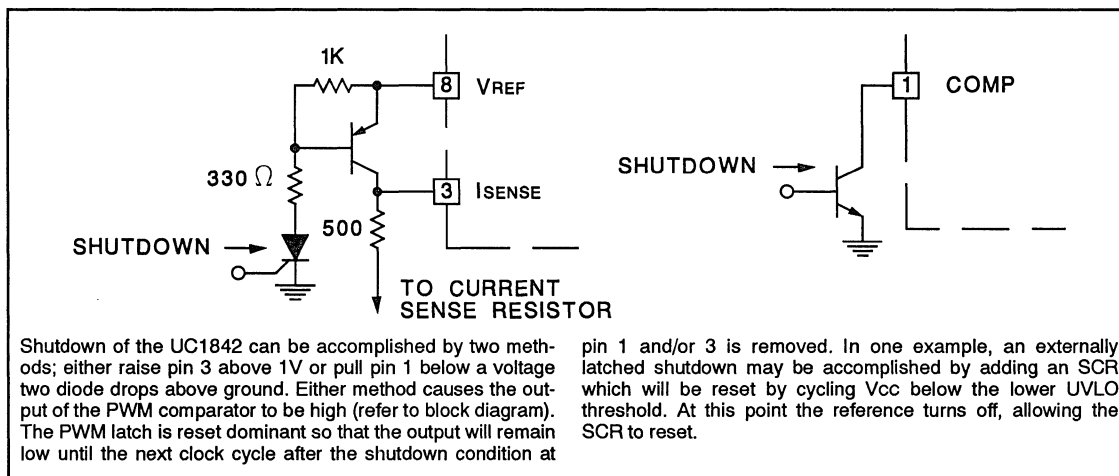 1K
8 VREF
330 Ω
3 ISENSE
500
SHUTDOWN
TO CURRENT
SENSE RESISTOR
1 COMP
SHUTDOWN
Shutdown of the UC1842 can be accomplished by two meth-
ods; either raise pin 3 above 1V or pull pin 1 below a voltage
two diode drops above ground. Either method causes the out-
put of the PWM comparator to be high (refer to block diagram).
The PWM latch is reset dominant so that the output will remain
low until the next clock cycle after the shutdown condition at
pin 1 and/or 3 is removed. In one example, an externally
latched shutdown may be accomplished by adding an SCR
which will be reset by cycling Vcc below the lower UVLO
threshold. At this point the reference turns off, allowing the
SCR to reset.